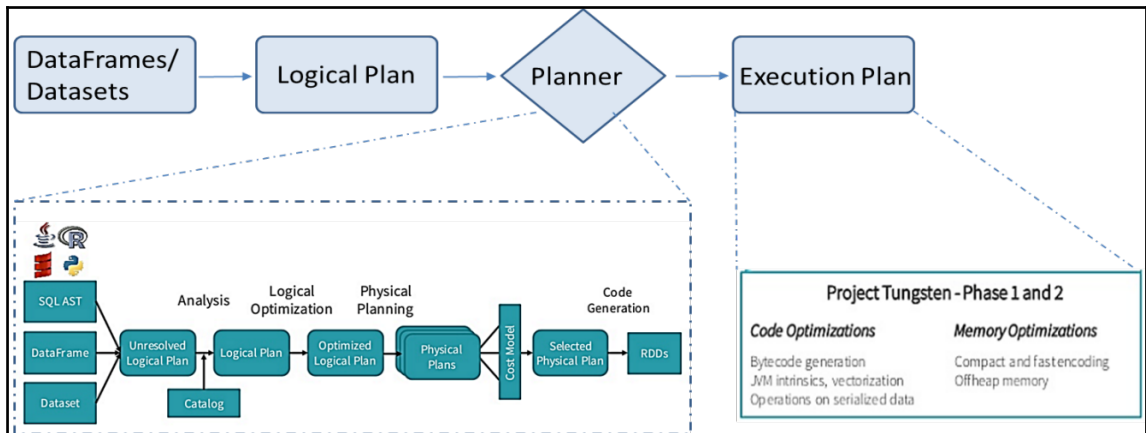 DataFrames/
Datasets
Logical Plan
Planner
Execution Plan
SQL AST
DataFrame
Dataset
Unresolved
Logical Plan
Analysis
Catalog
Logical Plan
Logical
Optimization
Optimized
Logical Plan
Physical
Planning
Physical
Plans
Cost Model
Selected
Physical Plan
Code
Generation
RDDs
Project Tungsten - Phase 1 and 2
Code Optimizations
Bytecode generation
JVM intrinsics, vectorization
Operations on serialized data
Memory Optimizations
Compact and fast encoding
Offheap memory